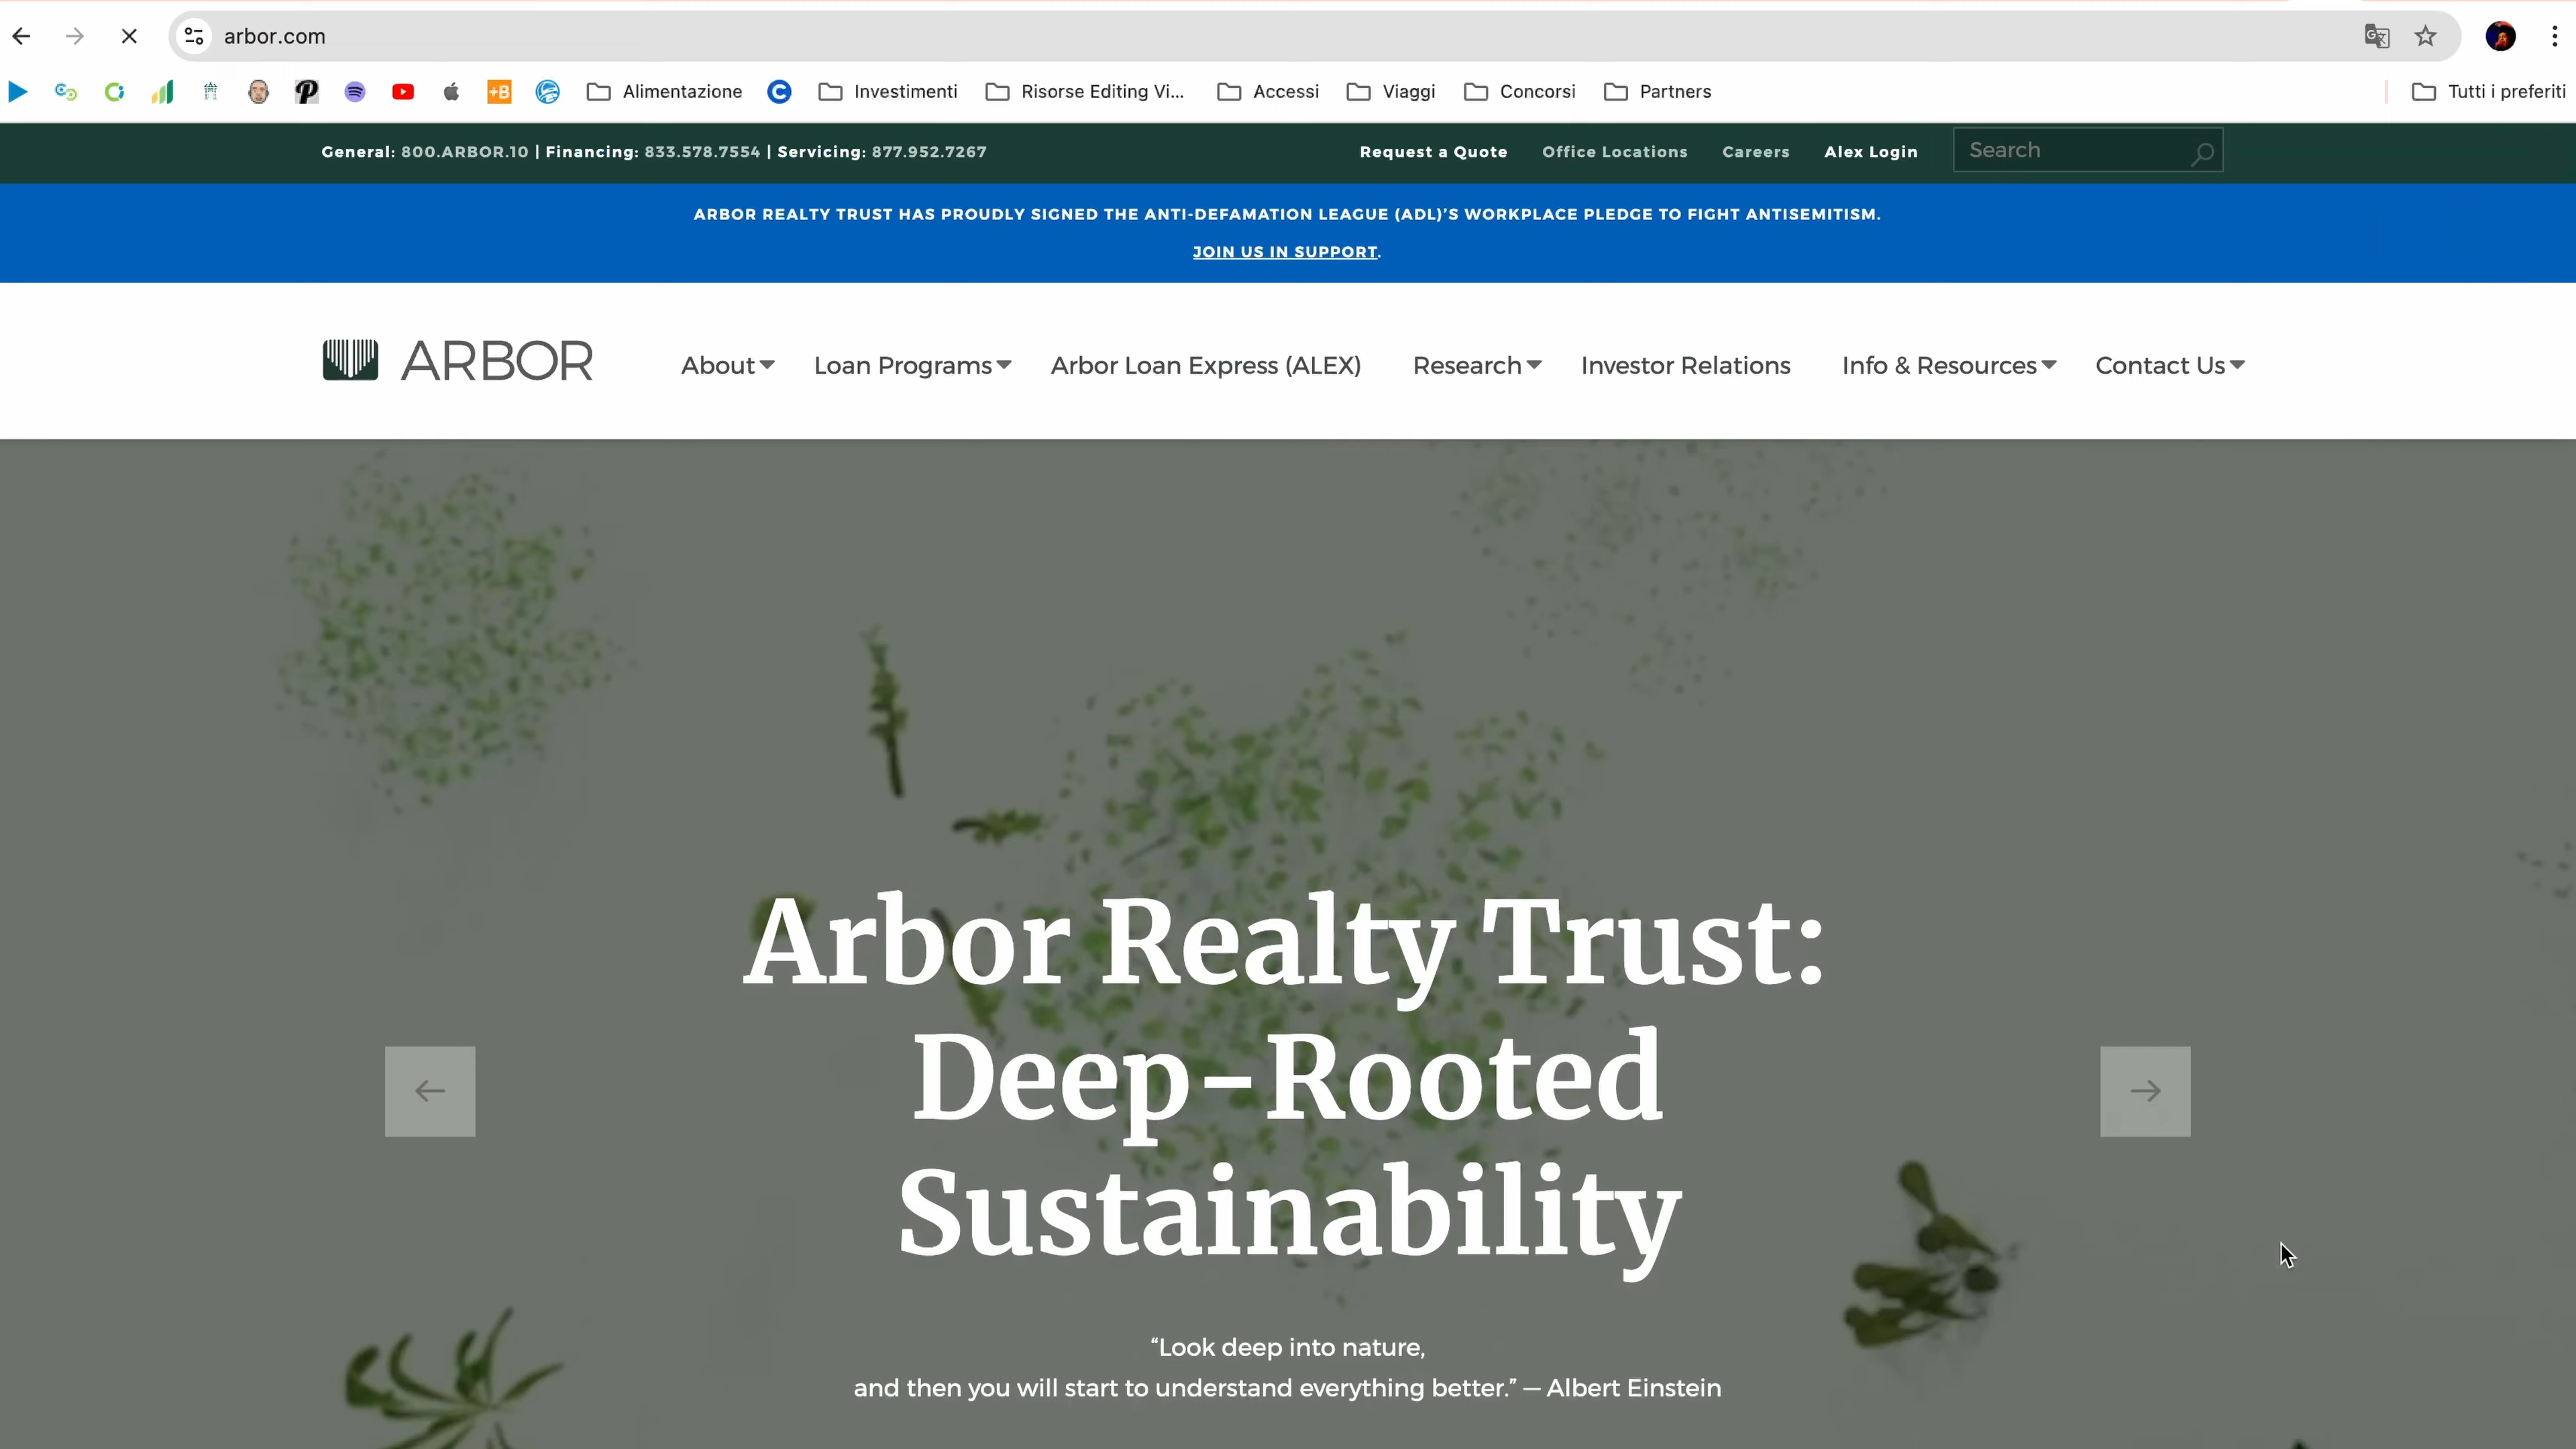 arbor.com
Alimentazione Investimenti Risorse Editing Vi... Accessi Viaggi Concorsi Partners Tutti i preferiti
General: 800.ARBOR.10 | Financing: 833.578.7554 | Servicing: 877.952.7267 Request a Quote Office Locations Careers Alex Login Search
ARBOR REALTY TRUST HAS PROUDLY SIGNED THE ANTI-DEFAMATION LEAGUE (ADL)’S WORKPLACE PLEDGE TO FIGHT ANTISEMITISM.
JOIN US IN SUPPORT.
ARBOR About Loan Programs Arbor Loan Express (ALEX) Research Investor Relations Info & Resources Contact Us
Arbor Realty Trust:
Deep-Rooted
Sustainability
“Look deep into nature,
and then you will start to understand everything better.” — Albert Einstein